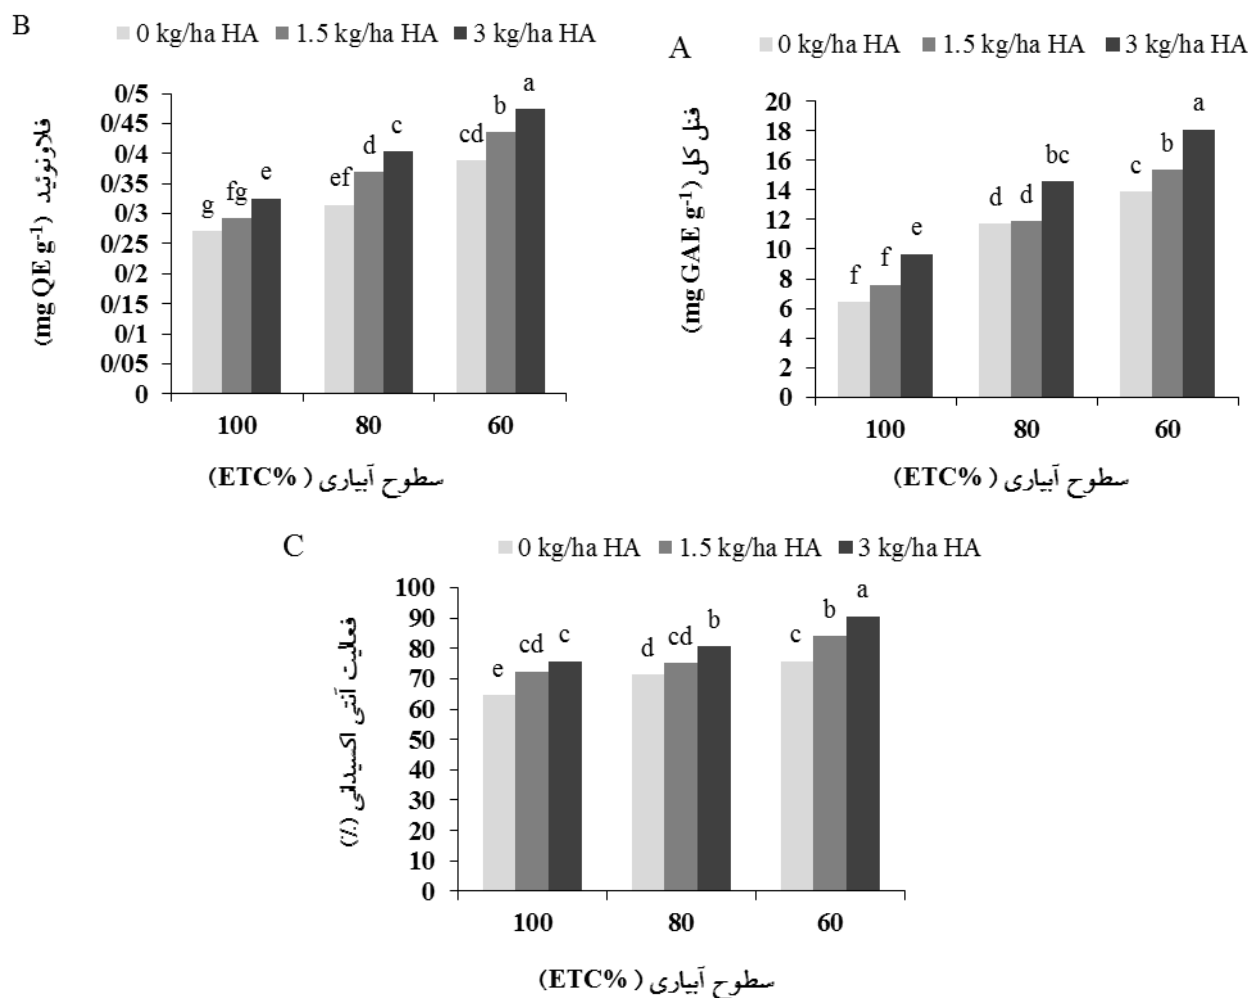 B
0 kg/ha HA 1.5 kg/ha HA 3 kg/ha HA
فلاونوئید (mg QE g-1)
0/5
0/45
0/4
0/35
0/3
0/25
0/2
0/15
0/1
0/05
0
g fg e
ef d c
cd b a
100 80 60
سطوح آبیاری (ETC%)
A
0 kg/ha HA 1.5 kg/ha HA 3 kg/ha HA
فنل کل (mg GAE g-1)
20
18
16
14
12
10
8
6
4
2
0
f f e
d d bc
c b a
100 80 60
سطوح آبیاری (ETC%)
C
0 kg/ha HA 1.5 kg/ha HA 3 kg/ha HA
فعالیت آنتی اکسیدانی (٪)
100
90
80
70
60
50
40
30
20
10
0
e cd c
d cd b
c b a
100 80 60
سطوح آبیاری (ETC%)